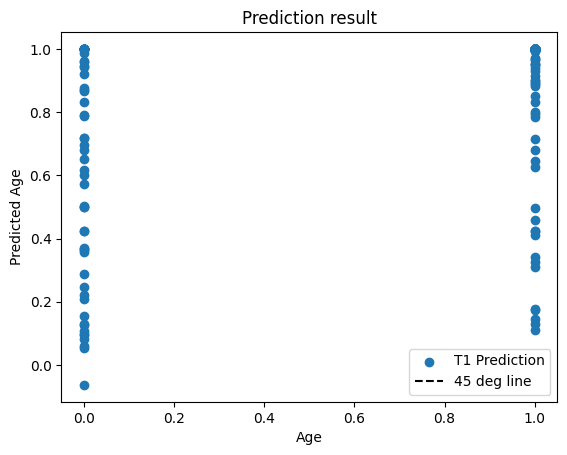 Prediction result
Predicted Age
1.0
0.8
0.6
0.4
0.2
0.0
T1 Prediction
45 deg line
0.0 0.2 0.4 0.6 0.8 1.0
Age